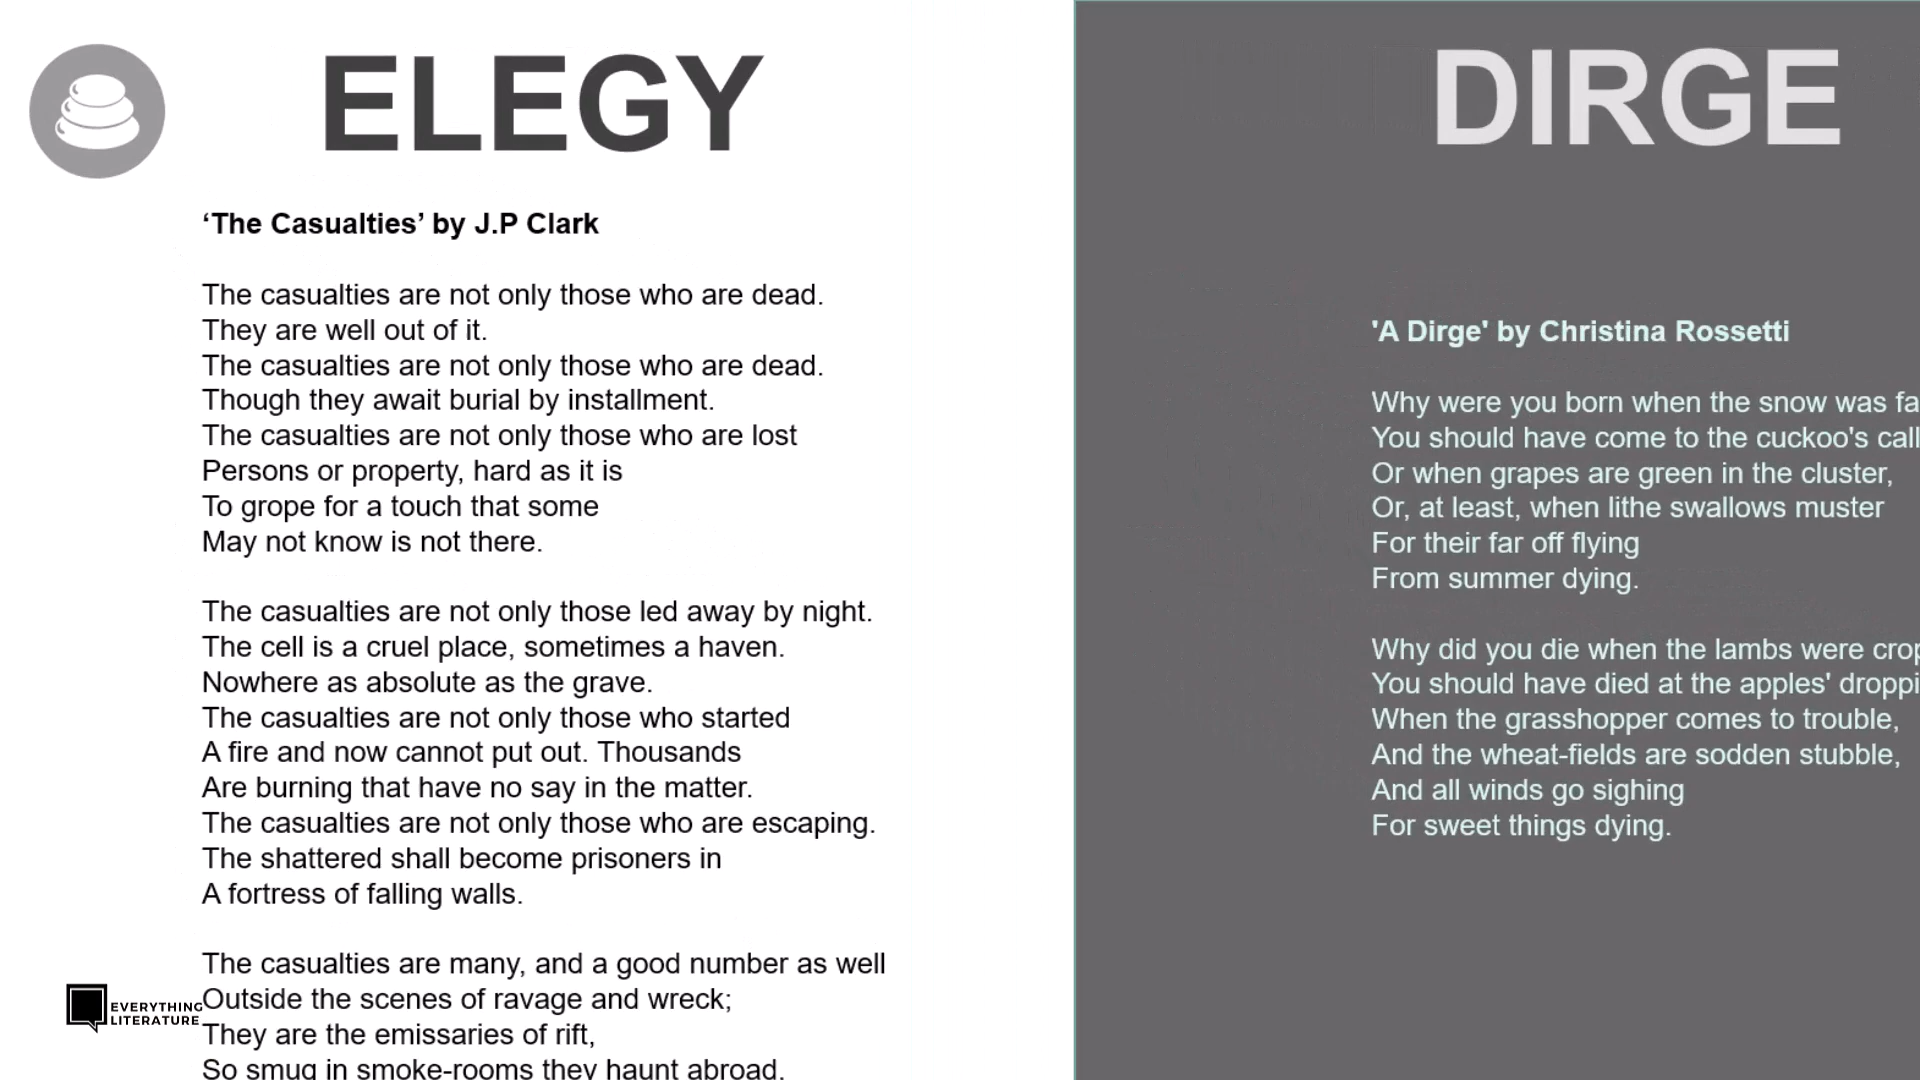 ELEGY
‘The Casualties’ by J.P Clark
The casualties are not only those who are dead.
They are well out of it.
The casualties are not only those who are dead.
Though they await burial by installment.
The casualties are not only those who are lost
Persons or property, hard as it is
To grope for a touch that some
May not know is not there.
The casualties are not only those led away by night.
The cell is a cruel place, sometimes a haven.
Nowhere as absolute as the grave.
The casualties are not only those who started
A fire and now cannot put out. Thousands
Are burning that have no say in the matter.
The casualties are not only those who are escaping.
The shattered shall become prisoners in
A fortress of falling walls.
The casualties are many, and a good number as well
Outside the scenes of ravage and wreck;
They are the emissaries of rift,
So smug in smoke-rooms they haunt abroad.
EVERYTHING
LITERATURE
DIRGE
'A Dirge' by Christina Rossetti
Why were you born when the snow was
You should have come to the cuckoo's call
Or when grapes are green in the cluster,
Or, at least, when lithe swallows muster
For their far off flying
From summer dying.
Why did you die when the lambs were
You should have died at the apples'
When the grasshopper comes to trouble,
And the wheat-fields are sodden stubble,
And all winds go sighing
For sweet things dying.